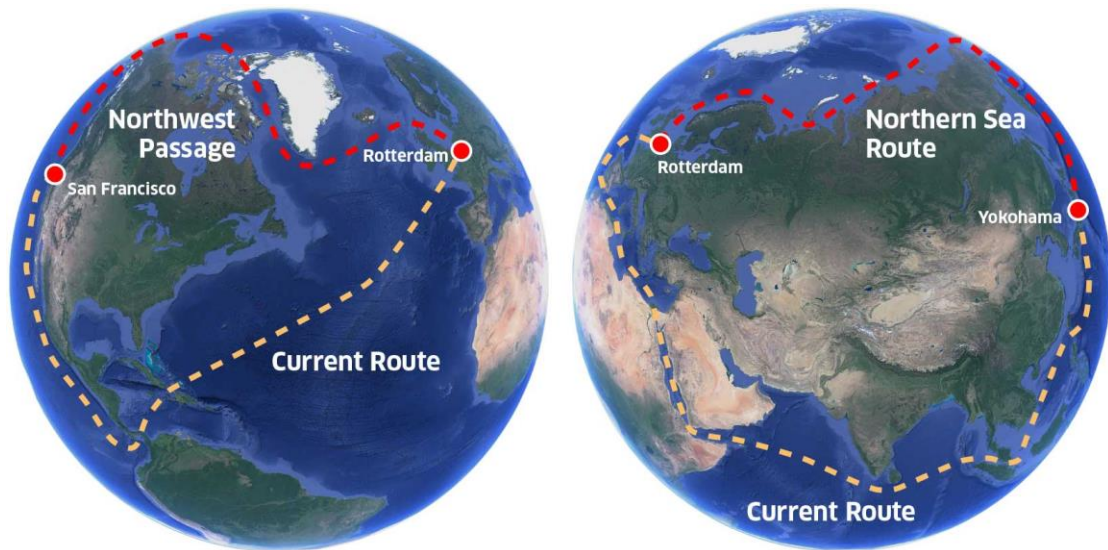 Northwest
Passage
San Francisco
Rotterdam
Current Route
Northern Sea
Route
Rotterdam
Yokohama
Current Route